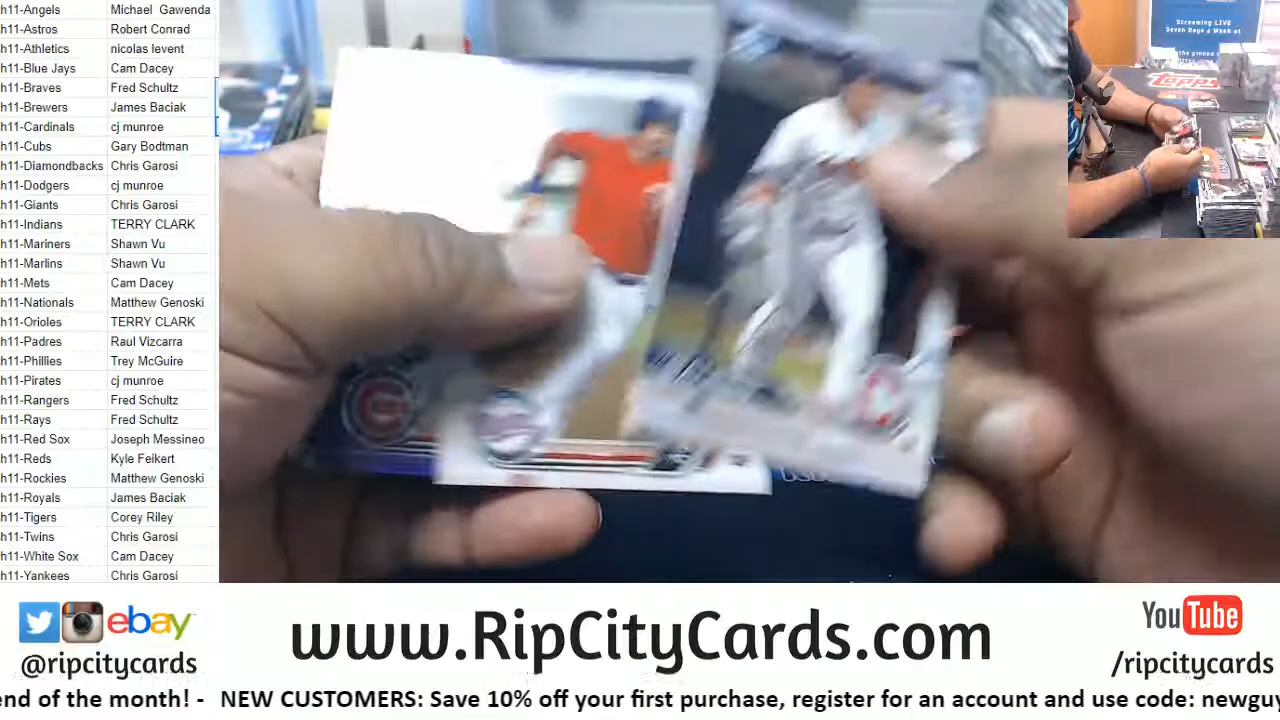 h11-Angels Michael Gawenda
h11-Astros Robert Conrad
h11-Athletics nicolas levent
h11-Blue Jays Cam Dacey
h11-Braves Fred Schultz
h11-Brewers James Baciak
h11-Cardinals cj munroe
h11-Cubs Gary Bodtman
h11-Diamondbacks Chris Garosi
h11-Dodgers cj munroe
h11-Giants Chris Garosi
h11-Indians TERRY CLARK
h11-Mariners Shawn Vu
h11-Marlins Shawn Vu
h11-Mets Cam Dacey
h11-Nationals Matthew Genoski
h11-Orioles TERRY CLARK
h11-Padres Raul Vizcarra
h11-Phillies Trey McGuire
h11-Pirates cj munroe
h11-Rangers Fred Schultz
h11-Rays Fred Schultz
h11-Red Sox Joseph Messineo
h11-Reds Kyle Feikert
h11-Rockies Matthew Genoski
h11-Royals James Baciak
h11-Tigers Corey Riley
h11-Twins Chris Garosi
h11-White Sox Cam Dacey
h11-Yankees Chris Garosi
Streaming LIVE
Seven Days a Week at
Topps
ebay
@ripcitycards
www.RipCityCards.com
YouTube
/ripcitycards
end of the month! - NEW CUSTOMERS: Save 10% off your first purchase, register for an account and use code: newguy